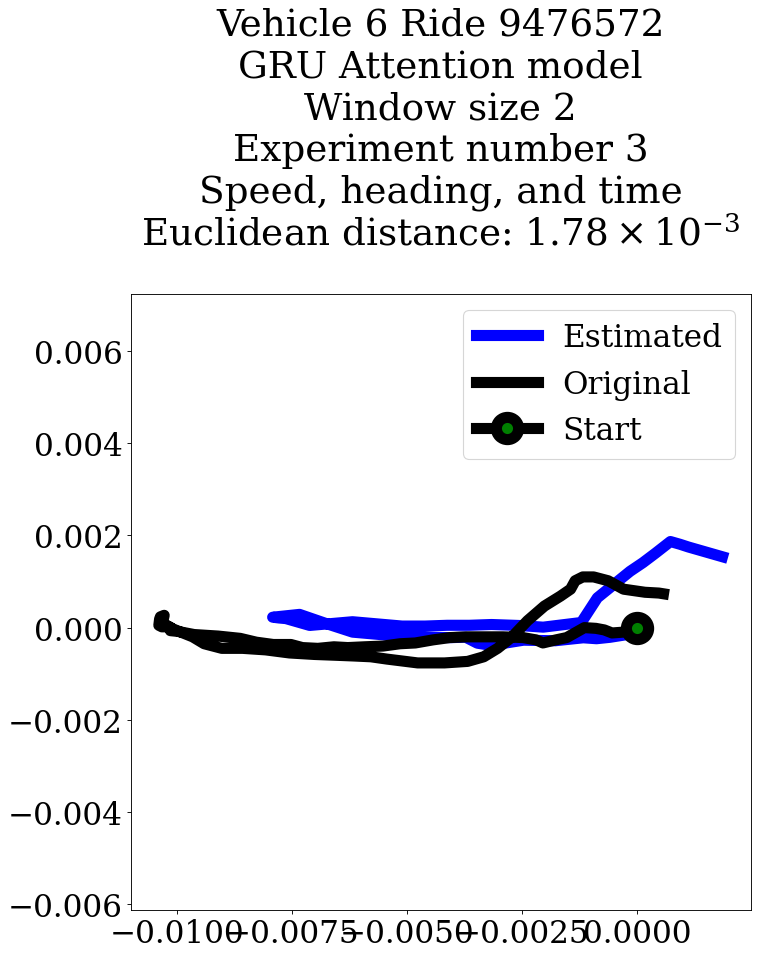 Vehicle 6 Ride 9476572
GRU Attention model
Window size 2
Experiment number 3
Speed, heading, and time
Euclidean distance: 1.78 × 10⁻³
Estimated
Original
Start
0.006
0.004
0.002
0.000
−0.002
−0.004
−0.006
−0.0100
−0.0075
−0.0050
−0.0025
0.0000